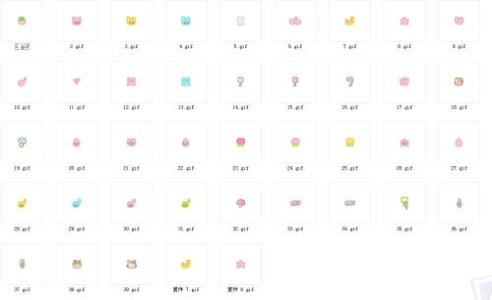 1.gif 2.gif 3.gif 4.gif 5.gif 6.gif 7.gif 8.gif 9.gif
10.gif 11.gif 12.gif 13.gif 14.gif 15.gif 16.gif 17.gif 18.gif
19.gif 20.gif 21.gif 22.gif 23.gif 24.gif 25.gif 26.gif 27.gif
28.gif 29.gif 30.gif 31.gif 32.gif 33.gif 34.gif 35.gif 36.gif
37.gif 38.gif 39.gif 复件 7.gif 复件 8.gif